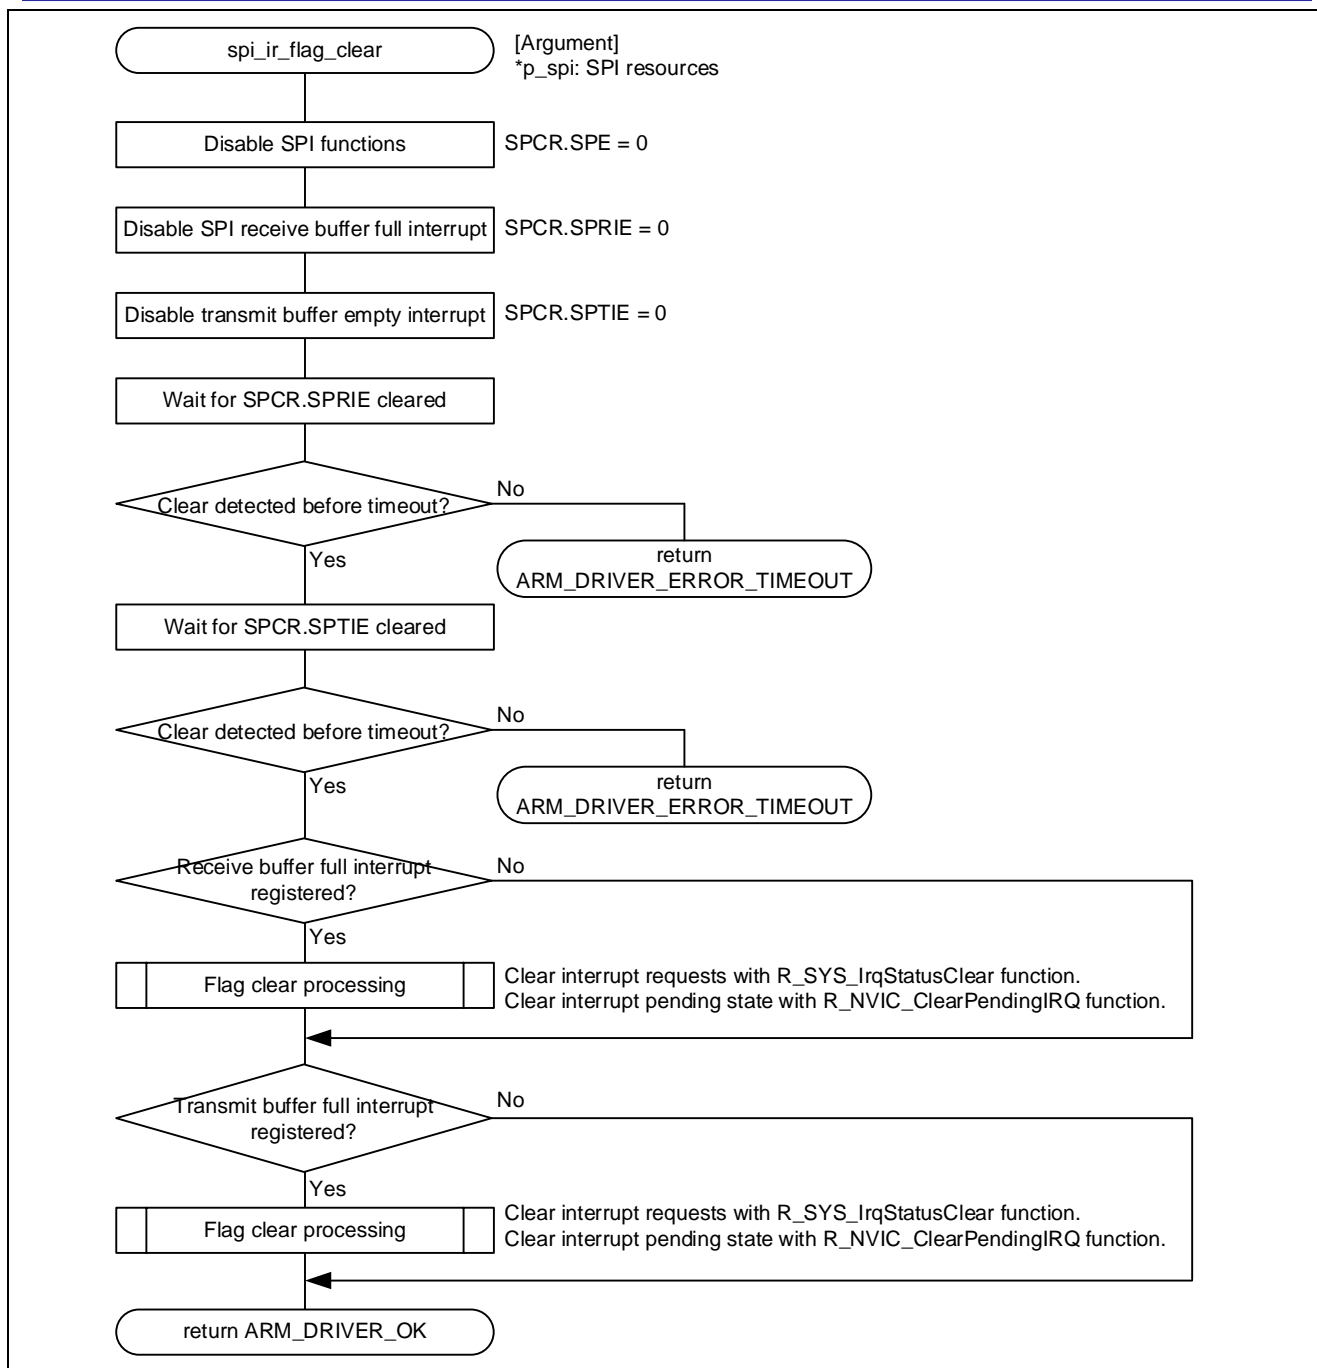 spi_ir_flag_clear
[Argument]
*p_spi: SPI resources
Disable SPI functions
SPCR.SPE = 0
Disable SPI receive buffer full interrupt
SPCR.SPRIE = 0
Disable transmit buffer empty interrupt
SPCR.SPTIE = 0
Wait for SPCR.SPRIE cleared
Clear detected before timeout?
No
return
ARM_DRIVER_ERROR_TIMEOUT
Yes
Wait for SPCR.SPTIE cleared
Clear detected before timeout?
No
return
ARM_DRIVER_ERROR_TIMEOUT
Yes
Receive buffer full interrupt
registered?
No
Yes
Flag clear processing
Clear interrupt requests with R_SYS_IrqStatusClear function.
Clear interrupt pending state with R_NVIC_ClearPendingIRQ function.
Transmit buffer full interrupt
registered?
No
Yes
Flag clear processing
Clear interrupt requests with R_SYS_IrqStatusClear function.
Clear interrupt pending state with R_NVIC_ClearPendingIRQ function.
return ARM_DRIVER_OK